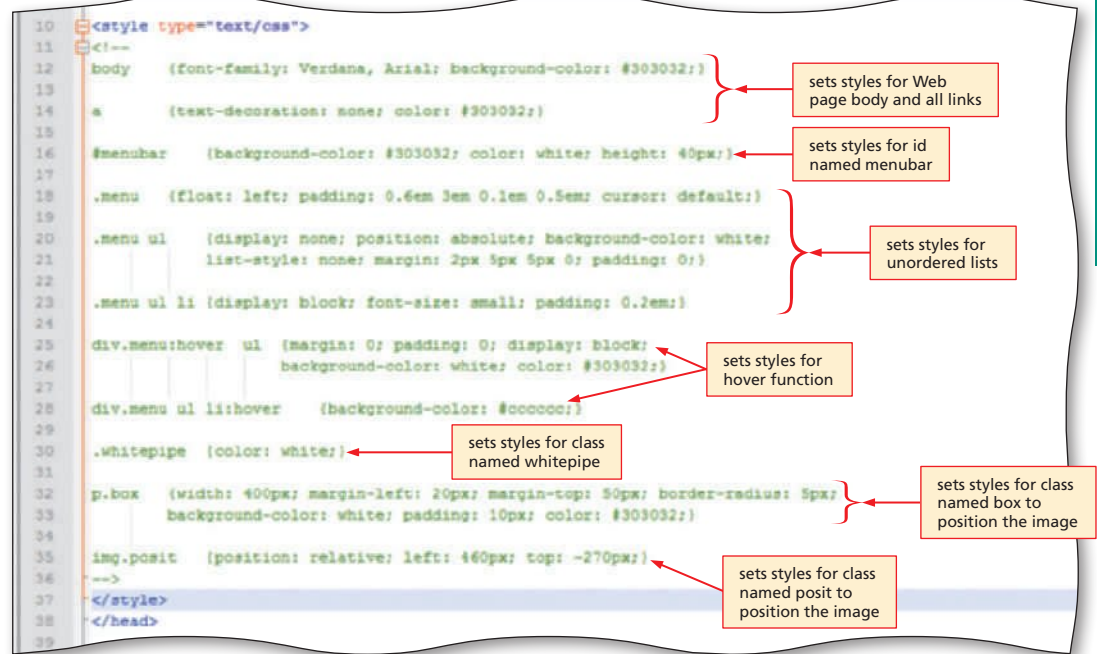 10 <style type="text/css">
11 <!--
12 body {font-family: Verdana, Arial; background-color: #303032;}
13
14 a {text-decoration: none; color: #303032;}
15
16 #menubar {background-color: #303032; color: white; height: 40px;}
17
18 .menu {float: left; padding: 0.6em 3em 0.1em 0.5em; cursor: default;}
19
20 .menu ul {display: none; position: absolute; background-color: white;
21 list-style: none; margin: 2px 5px 5px 0; padding: 0;}
22
23 .menu ul li {display: block; font-size: small; padding: 0.2em;}
24
25 div.menu:hover ul {margin: 0; padding: 0; display: block;
26 background-color: white; color: #303032;}
27
28 div.menu ul li:hover {background-color: #cccccc;}
29
30 .whitepipe {color: white;}
31
32 p.box {width: 400px; margin-left: 20px; margin-top: 50px; border-radius: 5px;
33 background-color: white; padding: 10px; color: #303032;}
34
35 img.posit {position: relative; left: 460px; top: -270px;}
36 -->
37 </style>
38 </head>
39
sets styles for Web
page body and all links
sets styles for id
named menubar
sets styles for
unordered lists
sets styles for
hover function
sets styles for class
named whitepipe
sets styles for class
named box to
position the image
sets styles for class
named posit to
position the image